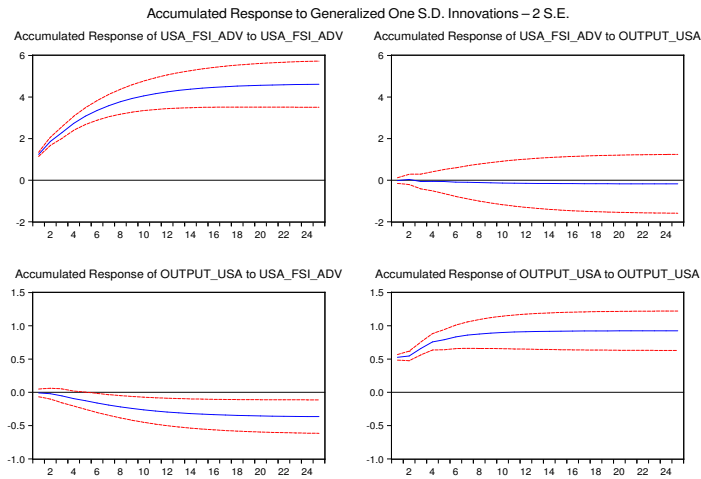 Accumulated Response to Generalized One S.D. Innovations – 2 S.E.
Accumulated Response of USA_FSI_ADV to USA_FSI_ADV
6
4
2
0
-2
2 4 6 8 10 12 14 16 18 20 22 24
Accumulated Response of USA_FSI_ADV to OUTPUT_USA
6
4
2
0
-2
2 4 6 8 10 12 14 16 18 20 22 24
Accumulated Response of OUTPUT_USA to USA_FSI_ADV
1.5
1.0
0.5
0.0
-0.5
-1.0
2 4 6 8 10 12 14 16 18 20 22 24
Accumulated Response of OUTPUT_USA to OUTPUT_USA
1.5
1.0
0.5
0.0
-0.5
-1.0
2 4 6 8 10 12 14 16 18 20 22 24